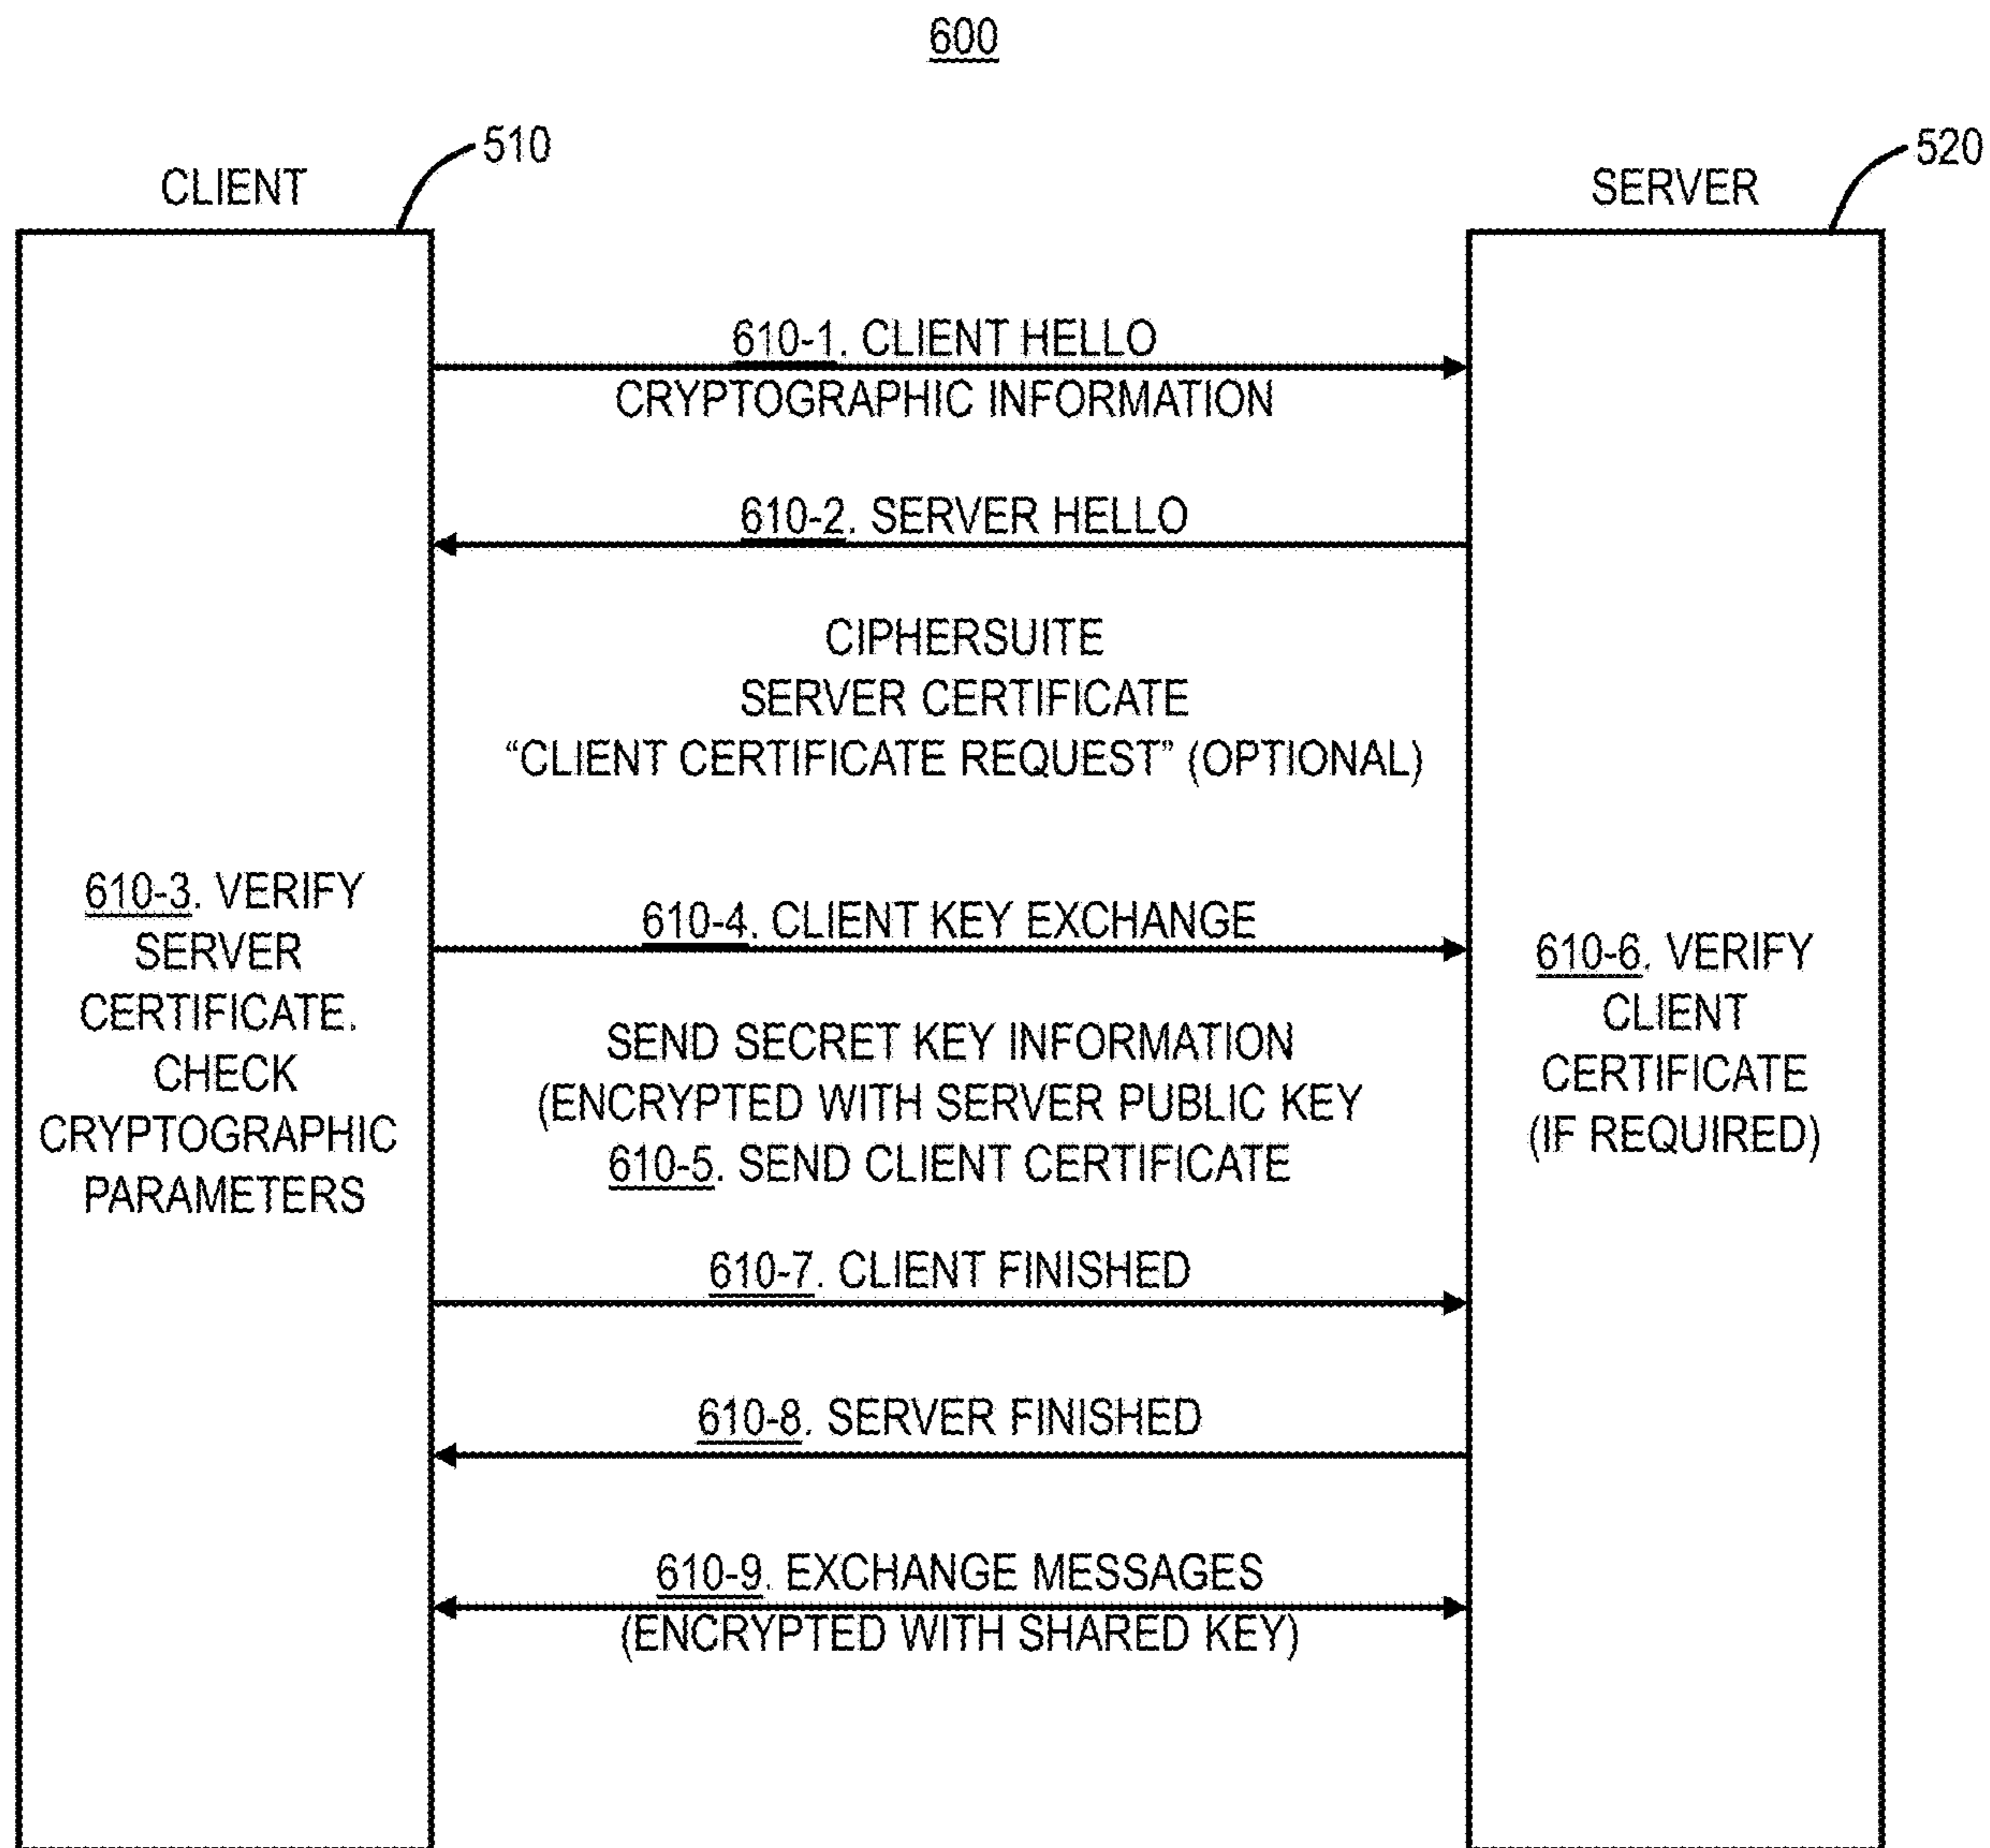 600
510
520
CLIENT
SERVER
610-1. CLIENT HELLO
CRYPTOGRAPHIC INFORMATION
610-2. SERVER HELLO
CIPHERSUITE
SERVER CERTIFICATE
“CLIENT CERTIFICATE REQUEST” (OPTIONAL)
610-3. VERIFY
SERVER
CERTIFICATE.
CHECK
CRYPTOGRAPHIC
PARAMETERS
610-4. CLIENT KEY EXCHANGE
SEND SECRET KEY INFORMATION
(ENCRYPTED WITH SERVER PUBLIC KEY
610-5. SEND CLIENT CERTIFICATE
610-6. VERIFY
CLIENT
CERTIFICATE
(IF REQUIRED)
610-7. CLIENT FINISHED
610-8. SERVER FINISHED
610-9. EXCHANGE MESSAGES
(ENCRYPTED WITH SHARED KEY)